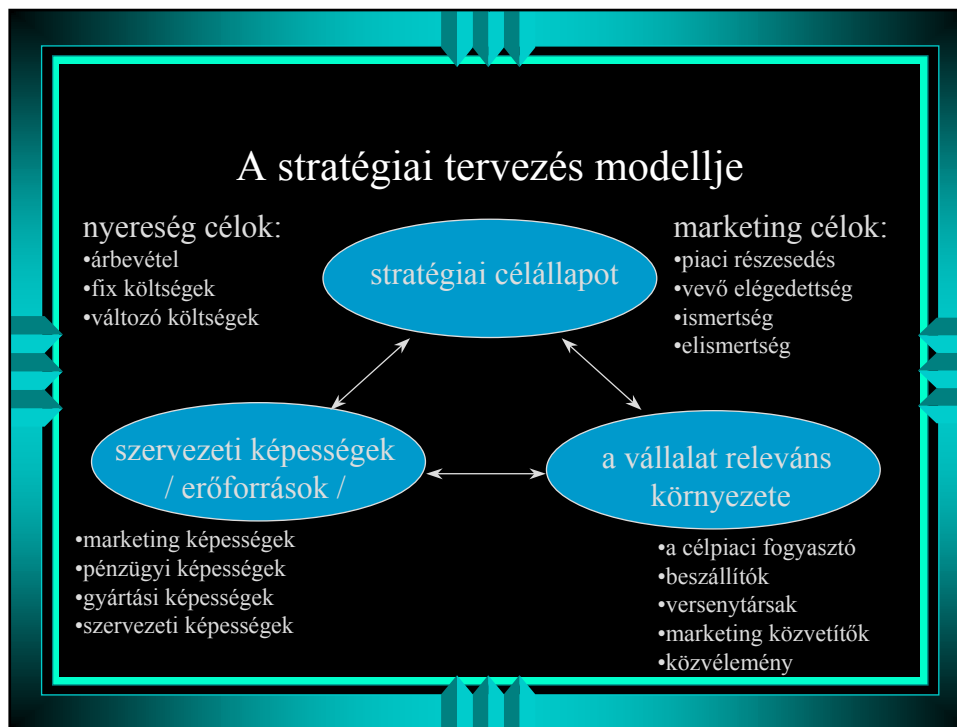 A stratégiai tervezés modellje
nyereség célok:
•árbevétel
•fix költségek
•változó költségek
stratégiai célállapot
marketing célok:
•piaci részesedés
•vevő elégedettség
•ismertség
•elismertség
szervezeti képességek
/ erőforrások /
•marketing képességek
•pénzügyi képességek
•gyártási képességek
•szervezeti képességek
a vállalat releváns
környezete
•a célpiaci fogyasztó
•beszállítók
•versenytársak
•marketing közvetítők
•közvélemény